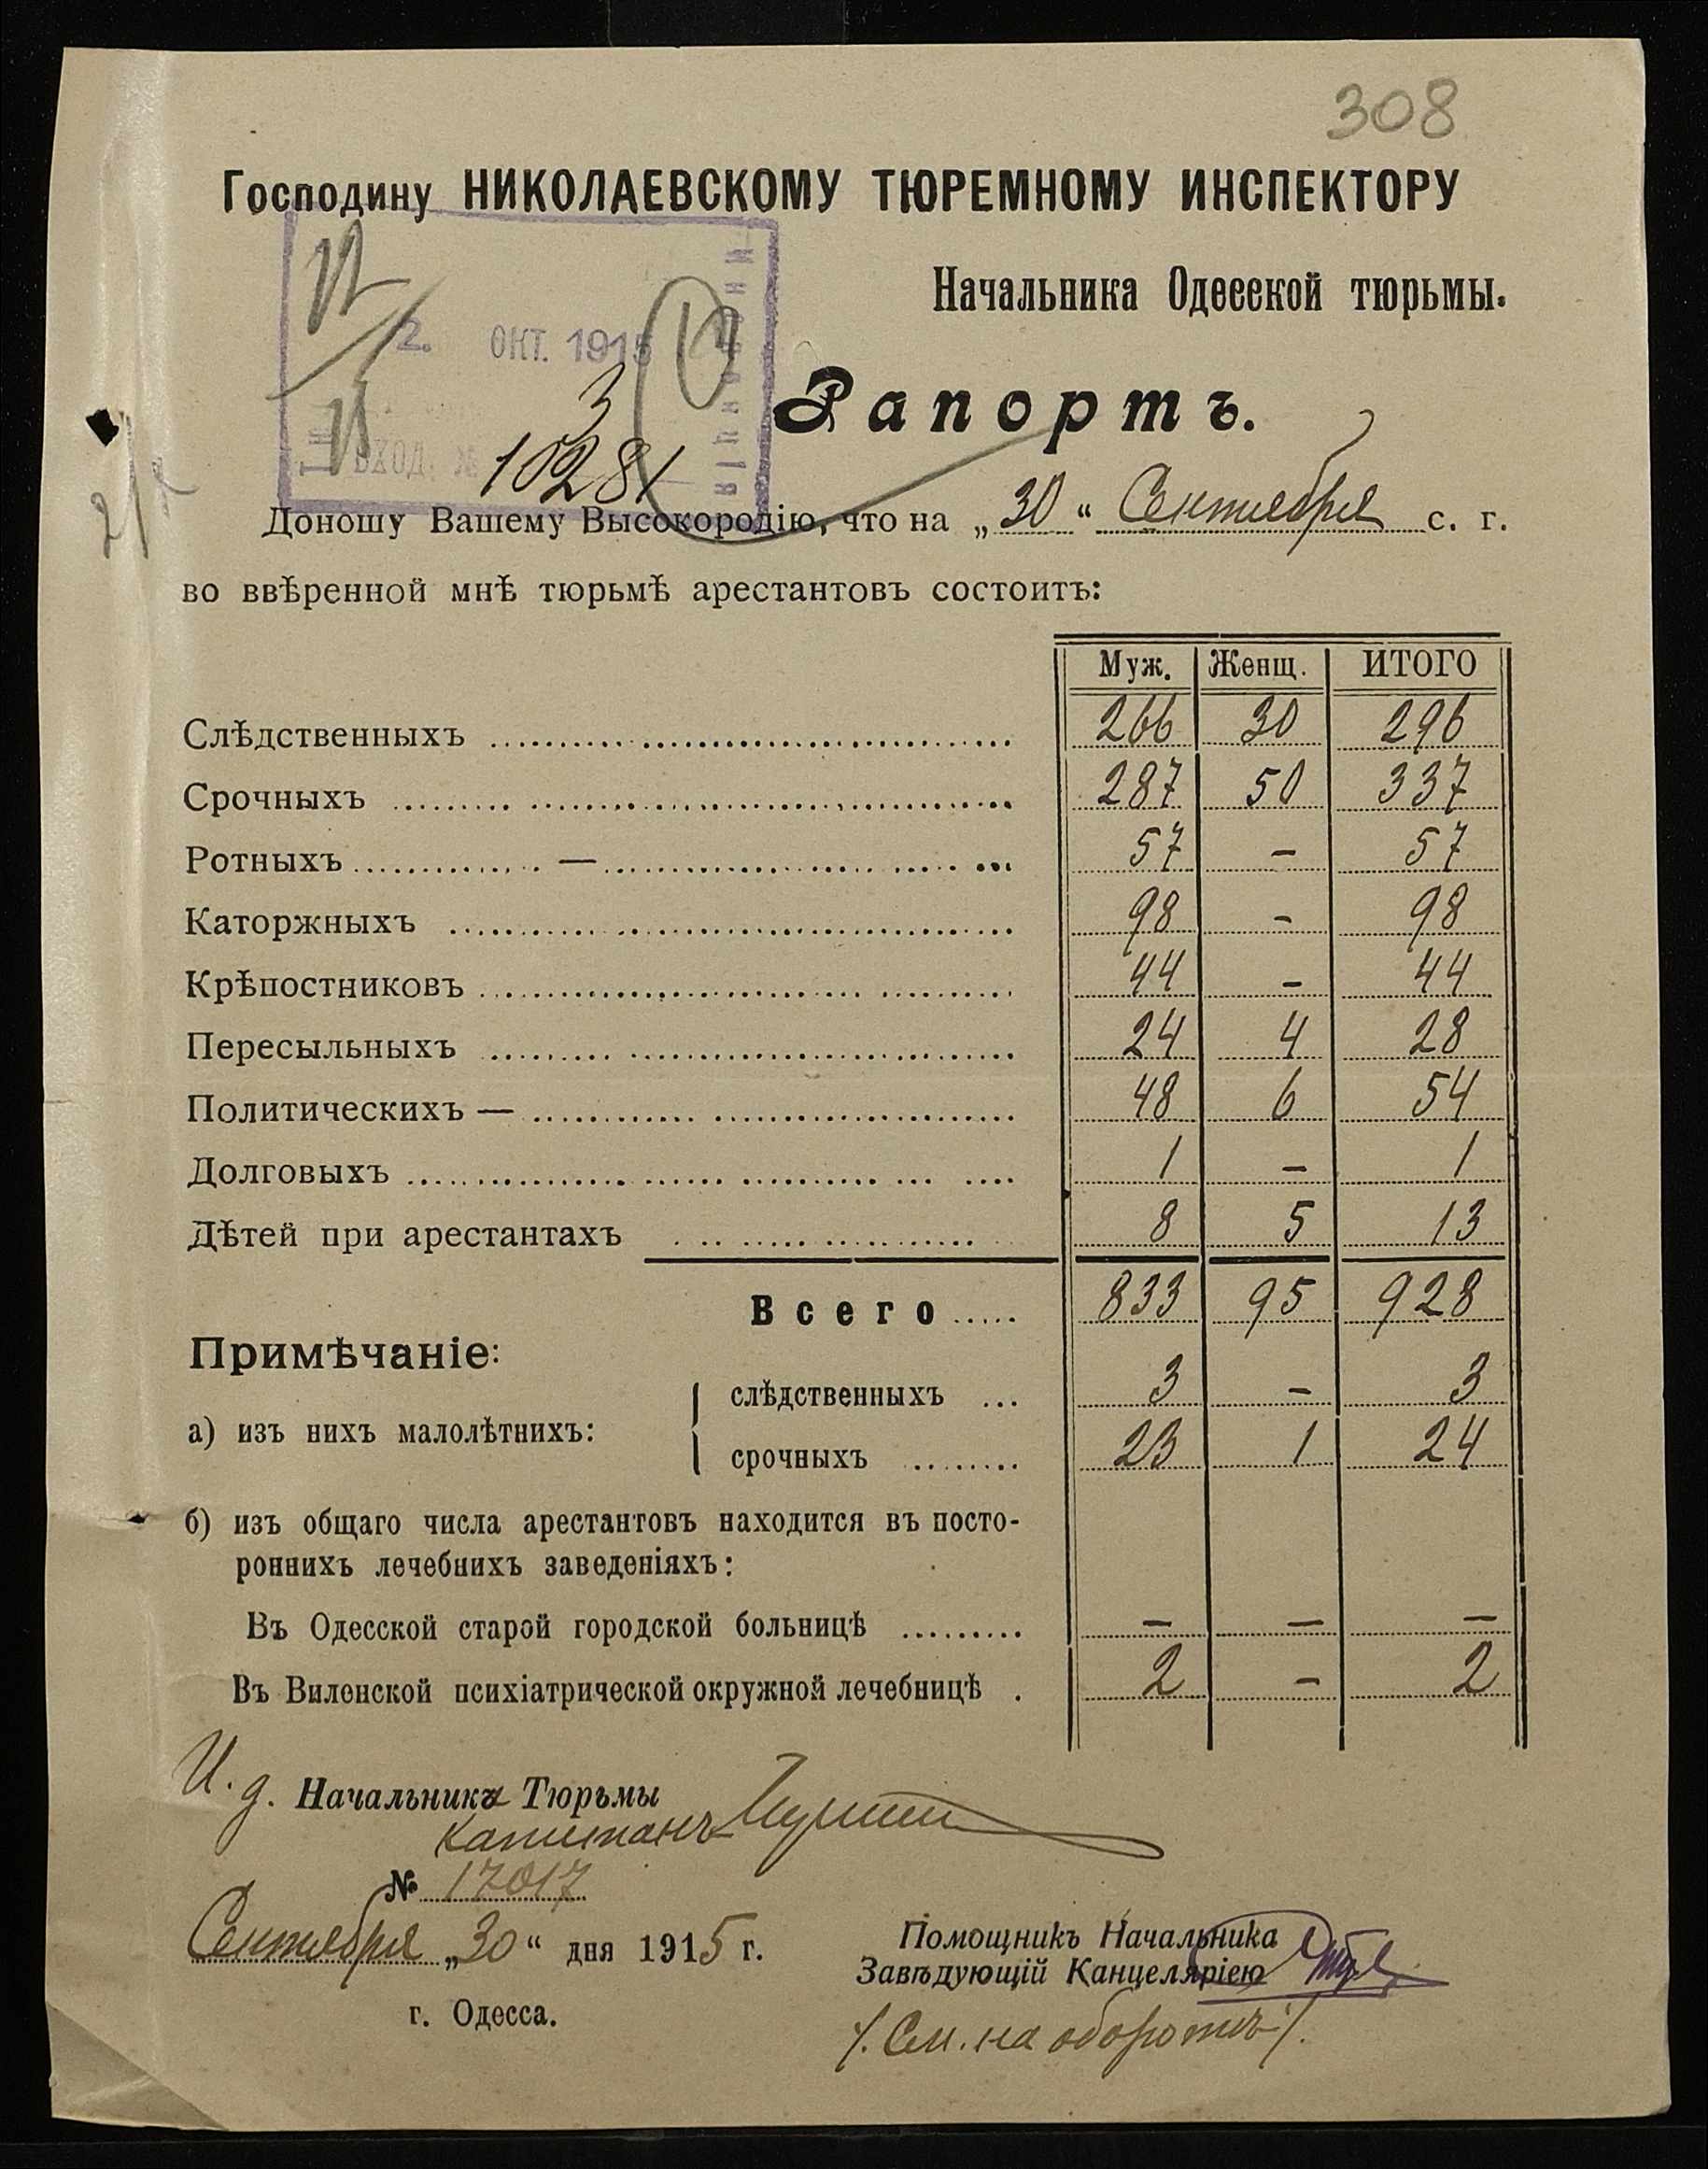 308
Господину НИКОЛАЕВСКОМУ ТЮРЕМНОМУ ИНСПЕКТОРУ
Начальника Одесской тюрьмы.
2. ОКТ. 1915
Рапортъ.
ВХОД. №
10281
Доношу Вашему Высокородію, что на „30“ Сентября с. г.
во ввѣренной мнѣ тюрьмѣ арестантовъ состоитъ:
Муж. Женщ. ИТОГО
Слѣдственныхъ 266 30 296
Срочныхъ 287 50 337
Ротныхъ — 57 – 57
Каторжныхъ 98 – 98
Крѣпостниковъ 44 – 44
Пересыльныхъ 24 4 28
Политическихъ — 48 6 54
Долговыхъ 1 – 1
Дѣтей при арестантахъ 8 5 13
Всего 833 95 928
Примѣчаніе:
слѣдственныхъ 3 – 3
а) изъ нихъ малолѣтнихъ:
срочныхъ 23 1 24
б) изъ общаго числа арестантовъ находится въ посто-
роннихъ лечебнихъ заведеніяхъ:
Въ Одесской старой городской больницѣ – – –
Въ Виленской психіатрической окружной лечебницѣ 2 – 2
И. д. Начальника Тюрьмы
капитанъ
№ 17017
Сентября „30“ дня 1915 г.
Помощникъ Начальника
Завѣдующій Канцеляріею
г. Одесса.
/. См. на оборотѣ /.